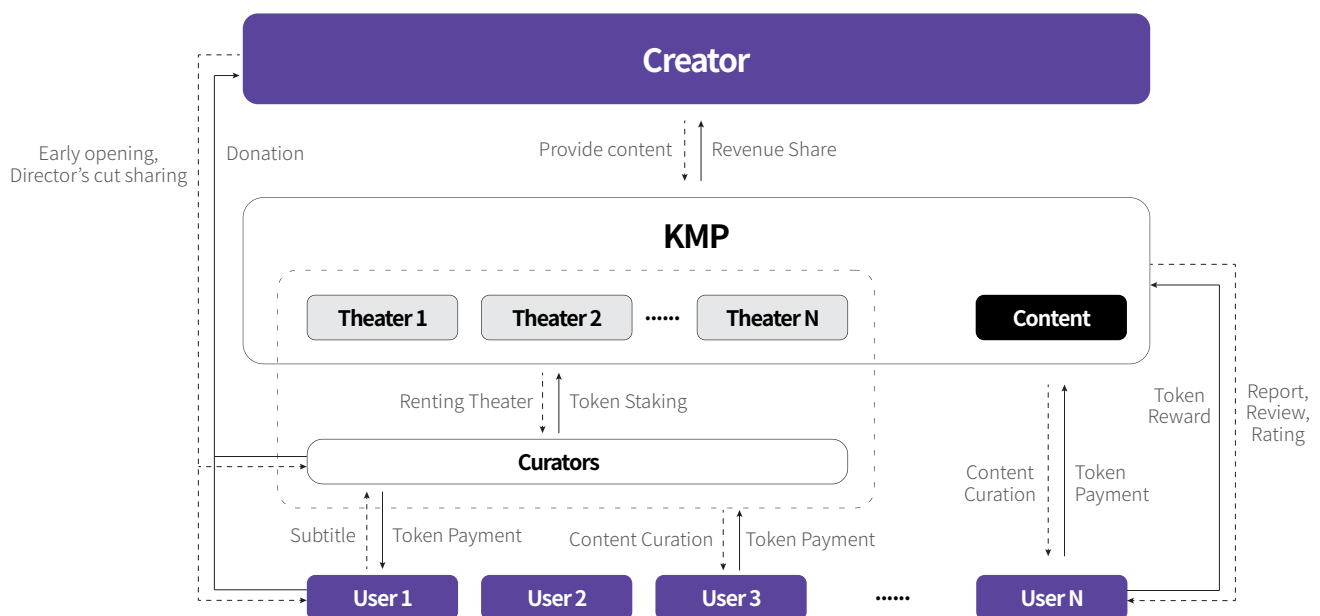 Creator
Early opening,
Director's cut sharing
Donation
Provide content
Revenue Share
KMP
Theater 1
Theater 2
......
Theater N
Content
Renting Theater
Token Staking
Token
Reward
Report,
Review,
Rating
Curators
Content
Curation
Token
Payment
Subtitle
Token Payment
Content Curation
Token Payment
User 1
User 2
User 3
......
User N